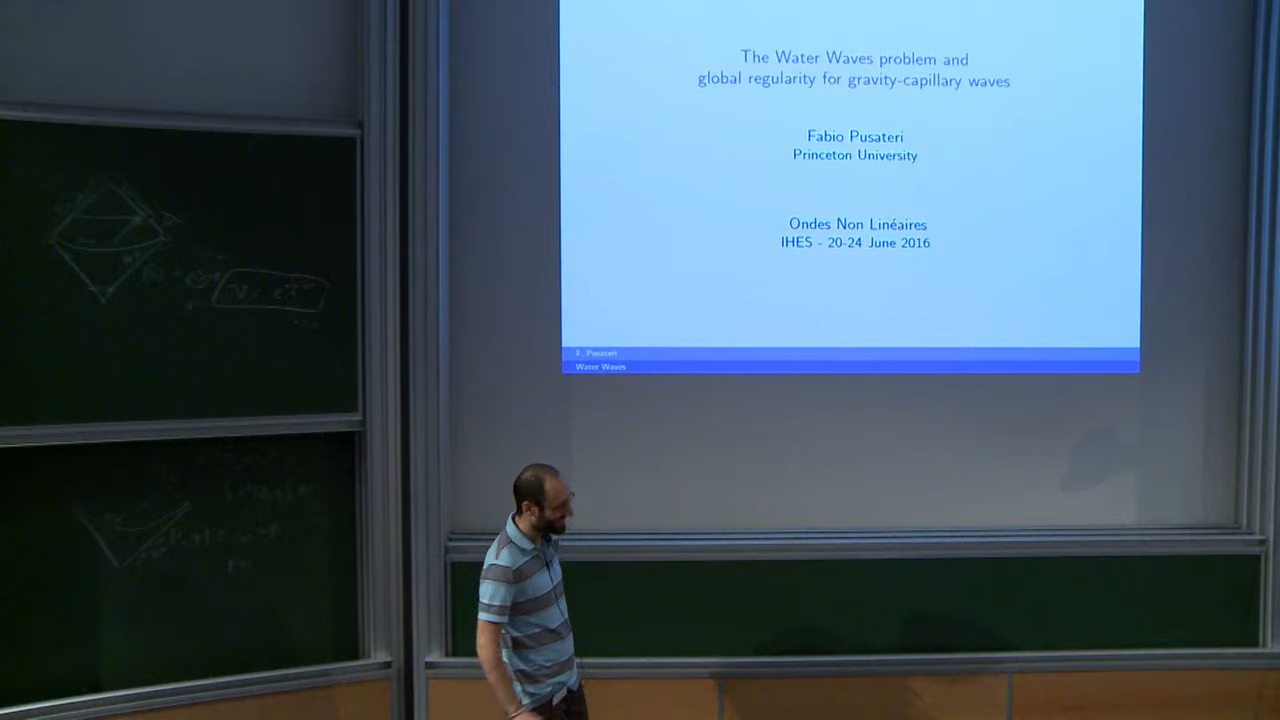 The Water Waves problem and
global regularity for gravity-capillary waves
Fabio Pusateri
Princeton University
Ondes Non Linéaires
IHES - 20-24 June 2016
F. Pusateri
Water Waves